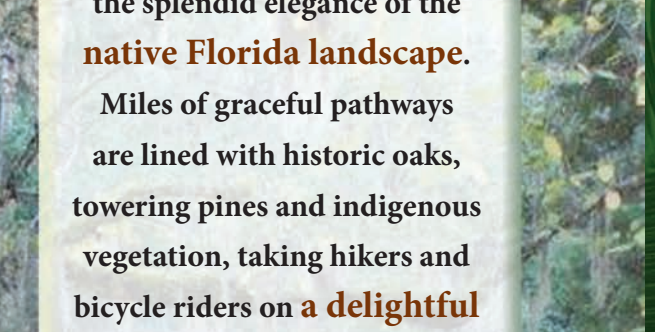 the splendid elegance of the
native Florida landscape.
Miles of graceful pathways
are lined with historic oaks,
towering pines and indigenous
vegetation, taking hikers and
bicycle riders on a delightful